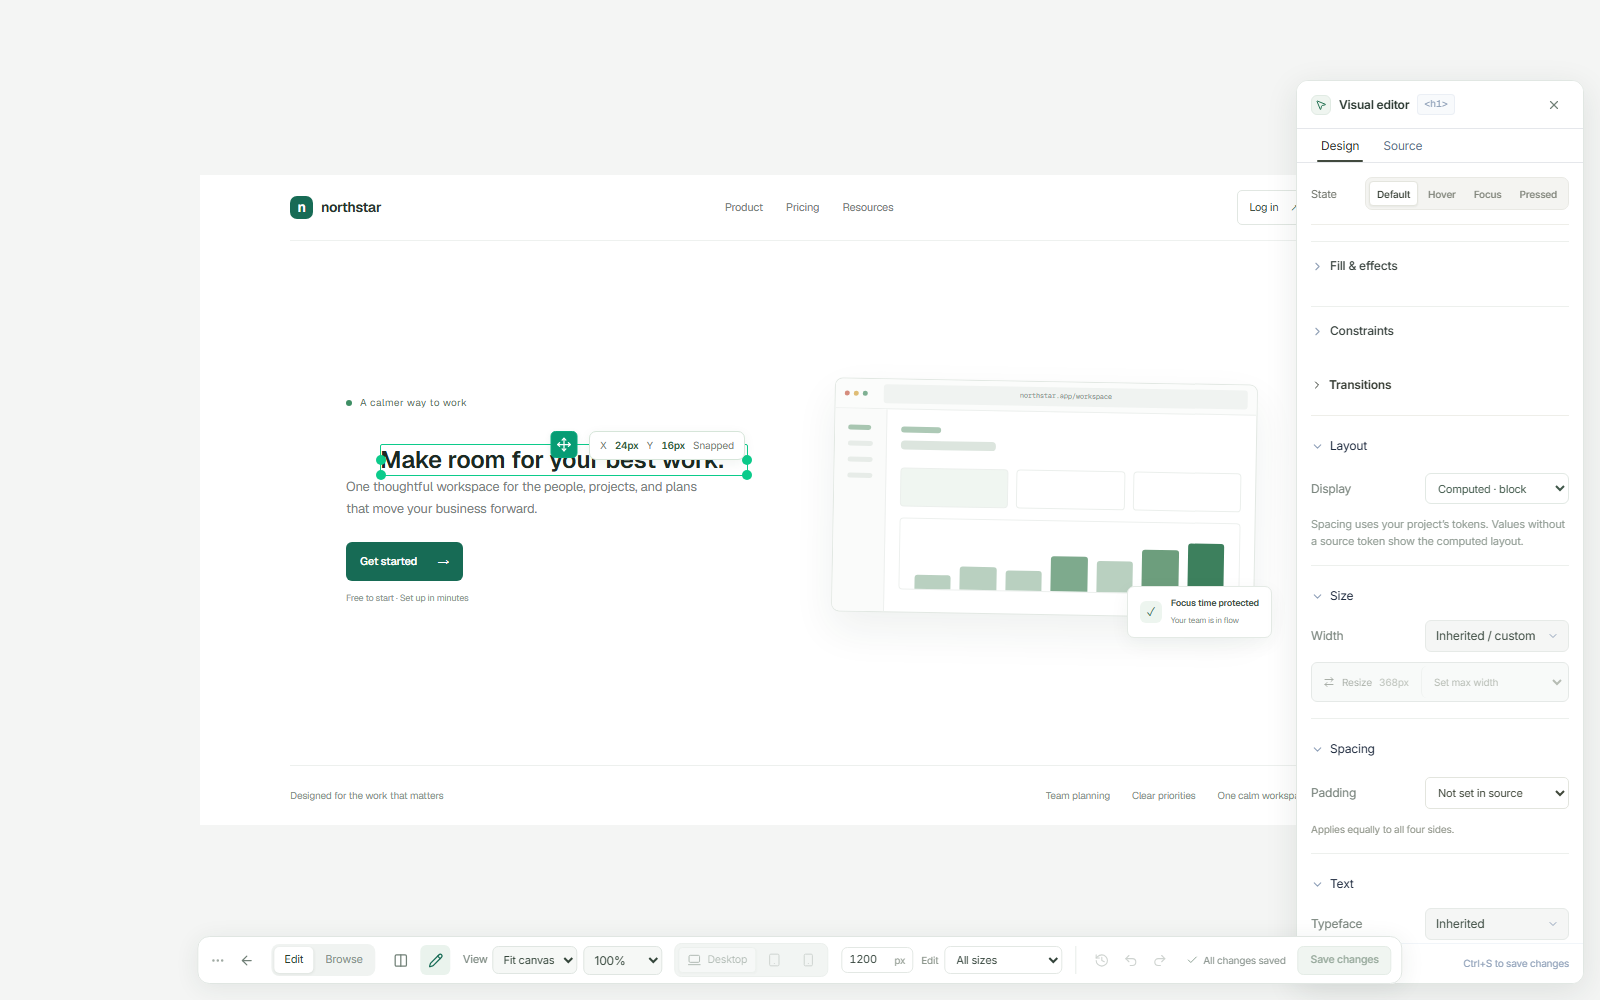 Visual editor <h1>
Design Source
State Default Hover Focus Pressed
Fill & effects
Constraints
Transitions
Layout
Display Computed · block
Spacing uses your project's tokens. Values without
a source token show the computed layout.
Size
Width Inherited / custom
Resize 368px Set max width
Spacing
Padding Not set in source
Applies equally to all four sides.
Text
Typeface Inherited
Ctrl+S to save changes
n northstar
Product Pricing Resources
Log in
A calmer way to work
X 24px Y 16px Snapped
Make room for your best work.
One thoughtful workspace for the people, projects, and plans
that move your business forward.
Get started →
Free to start · Set up in minutes
northstar.app/workspace
Focus time protected
Your team is in flow
Designed for the work that matters
Team planning Clear priorities One calm
Edit Browse View Fit canvas 100% Desktop 1200 px Edit All sizes All changes saved Save changes